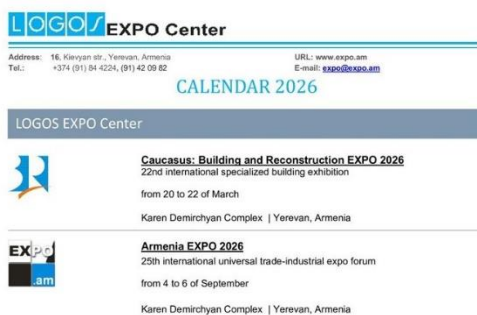 LOGOS EXPO Center
Address: 16, Kievyan str., Yerevan, Armenia
Tel.: +374 (91) 84 4224, (91) 42 09 82
URL: www.expo.am
E-mail: expo@expo.am
CALENDAR 2026
LOGOS EXPO Center
Caucasus: Building and Reconstruction EXPO 2026
22nd international specialized building exhibition
from 20 to 22 of March
Karen Demirchyan Complex | Yerevan, Armenia
EXPO
.am
Armenia EXPO 2026
25th international universal trade-industrial expo forum
from 4 to 6 of September
Karen Demirchyan Complex | Yerevan, Armenia